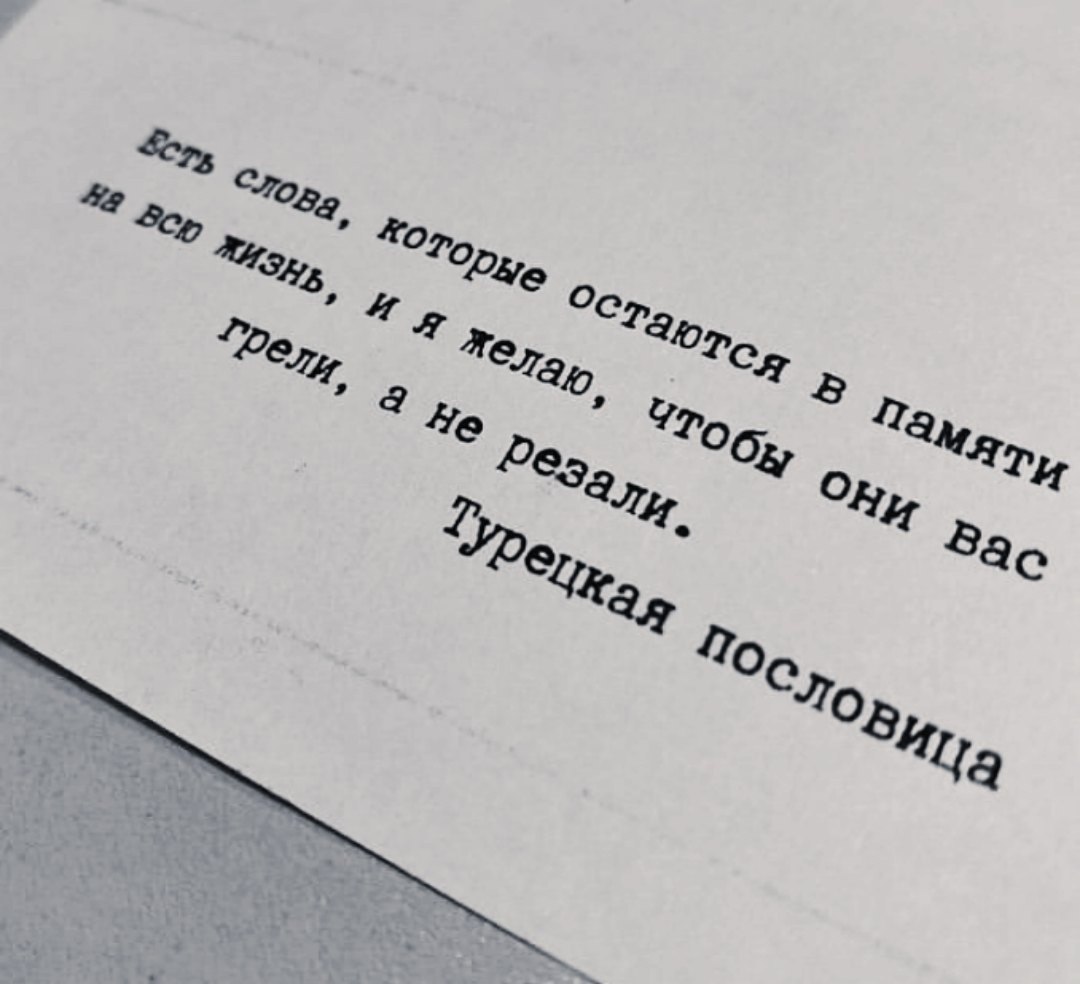 Есть слова, которые остаются в памяти
на всю жизнь, и я желаю, чтобы они вас
грели, а не резали.
Турецкая пословица